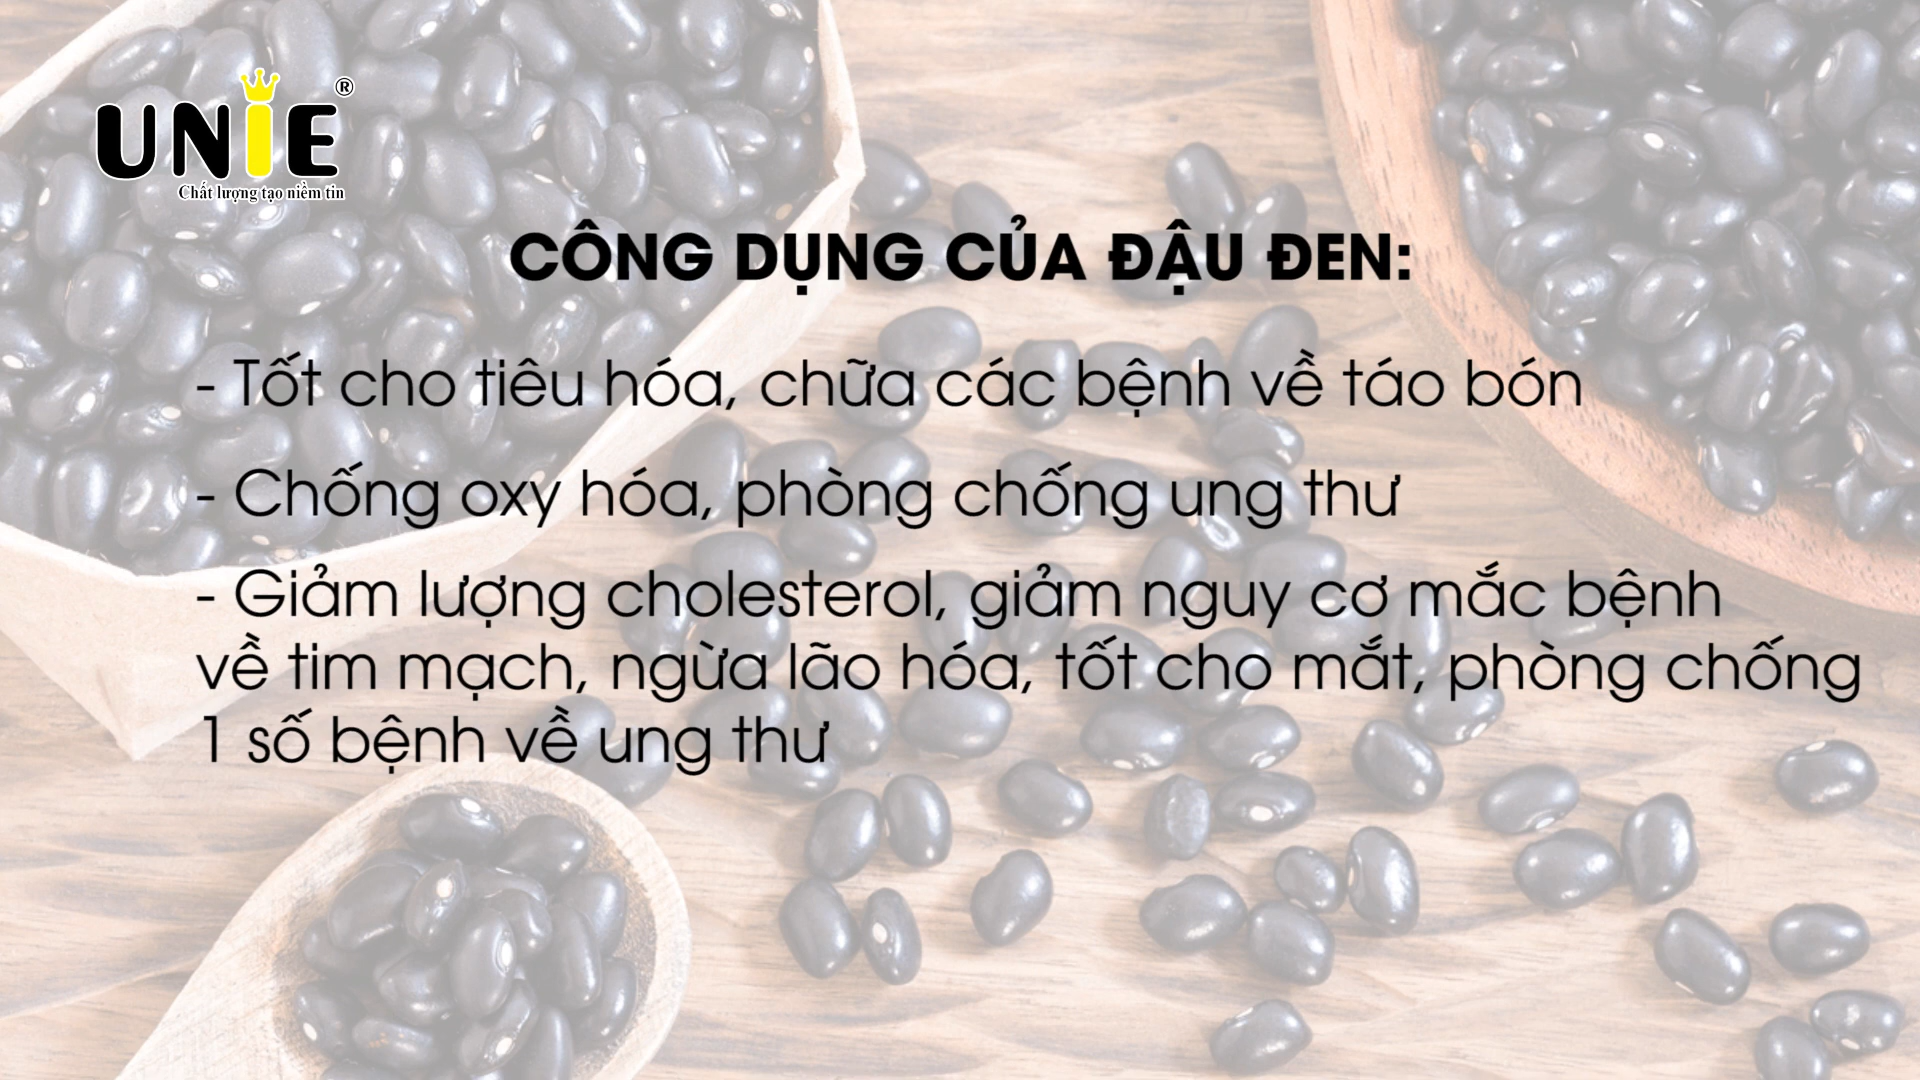 UNiE®
Chất lượng tạo niềm tin
CÔNG DỤNG CỦA ĐẬU ĐEN:
- Tốt cho tiêu hóa, chữa các bệnh về táo bón
- Chống oxy hóa, phòng chống ung thư
- Giảm lượng cholesterol, giảm nguy cơ mắc bệnh
về tim mạch, ngừa lão hóa, tốt cho mắt, phòng chống
1 số bệnh về ung thư